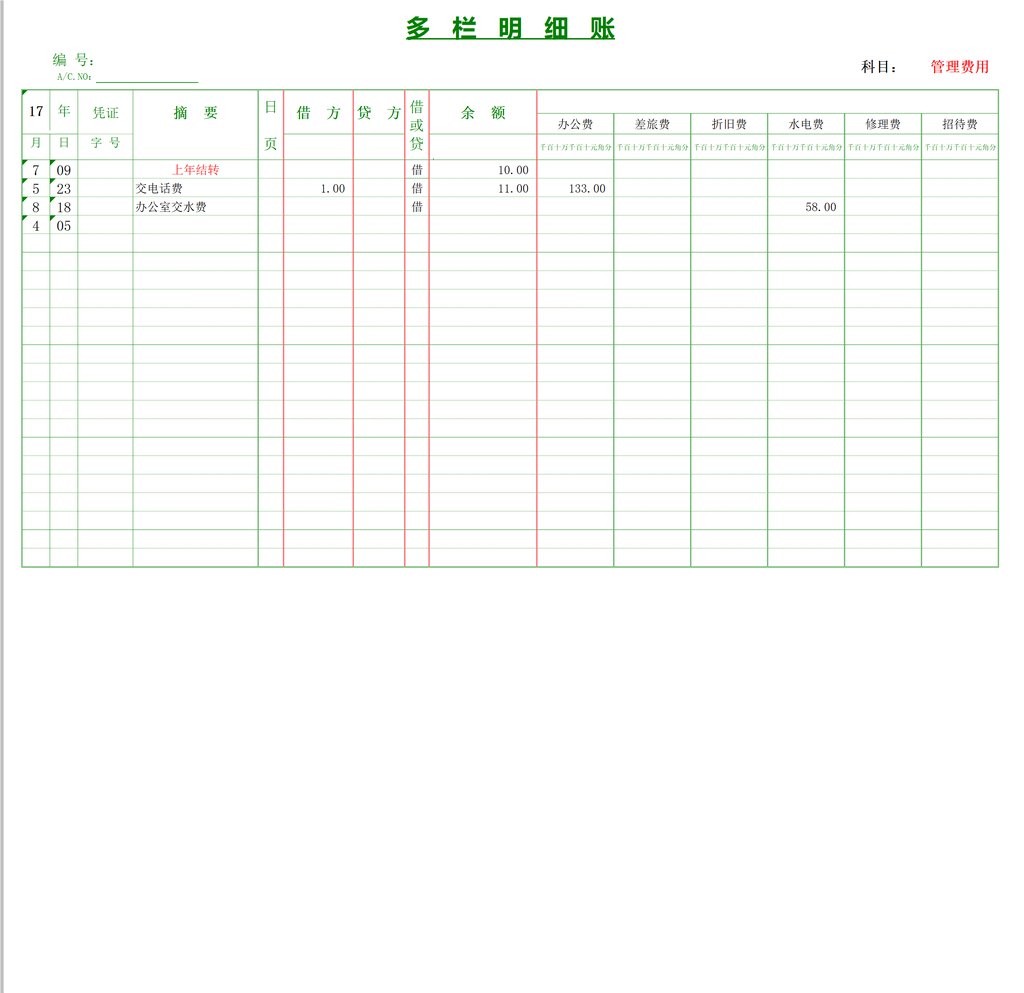 多 栏 明 细 账
编 号：
A/C.NO：
科目： 管理费用
17 年 凭证 摘 要 日 页 借 方 贷 方 借或贷 余 额
办公费 差旅费 折旧费 水电费 修理费 招待费
月 日 字 号 千百十万千百十元角分 千百十万千百十元角分 千百十万千百十元角分 千百十万千百十元角分 千百十万千百十元角分 千百十万千百十元角分
7 09 上年结转 借 10.00
5 23 交电话费 1.00 借 11.00 133.00
8 18 办公室交水费 借 58.00
4 05